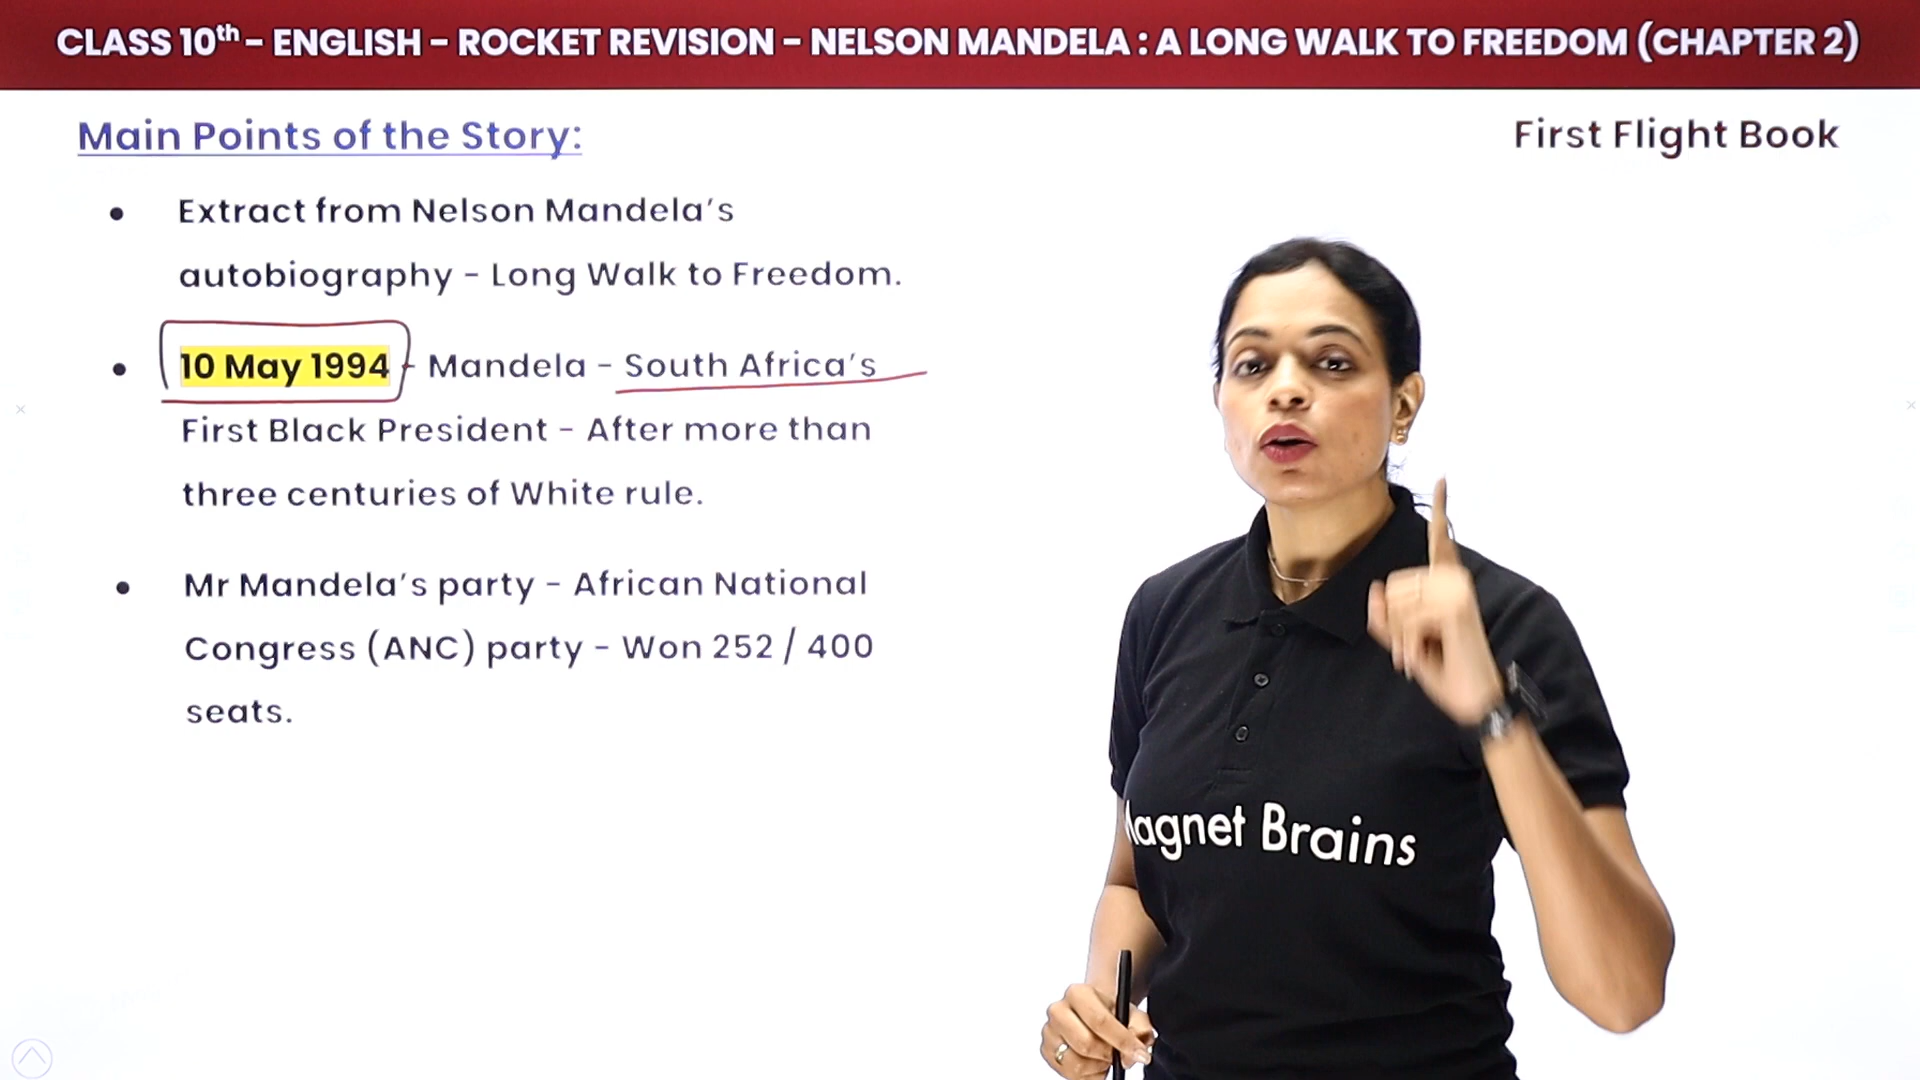 CLASS 10th - ENGLISH - ROCKET REVISION - NELSON MANDELA : A LONG WALK TO FREEDOM (CHAPTER 2)
Main Points of the Story:
First Flight Book
• Extract from Nelson Mandela's
autobiography - Long Walk to Freedom.
• 10 May 1994 - Mandela - South Africa's
First Black President - After more than
three centuries of White rule.
• Mr Mandela's party - African National
Congress (ANC) party - Won 252 / 400
seats.
Magnet Brains